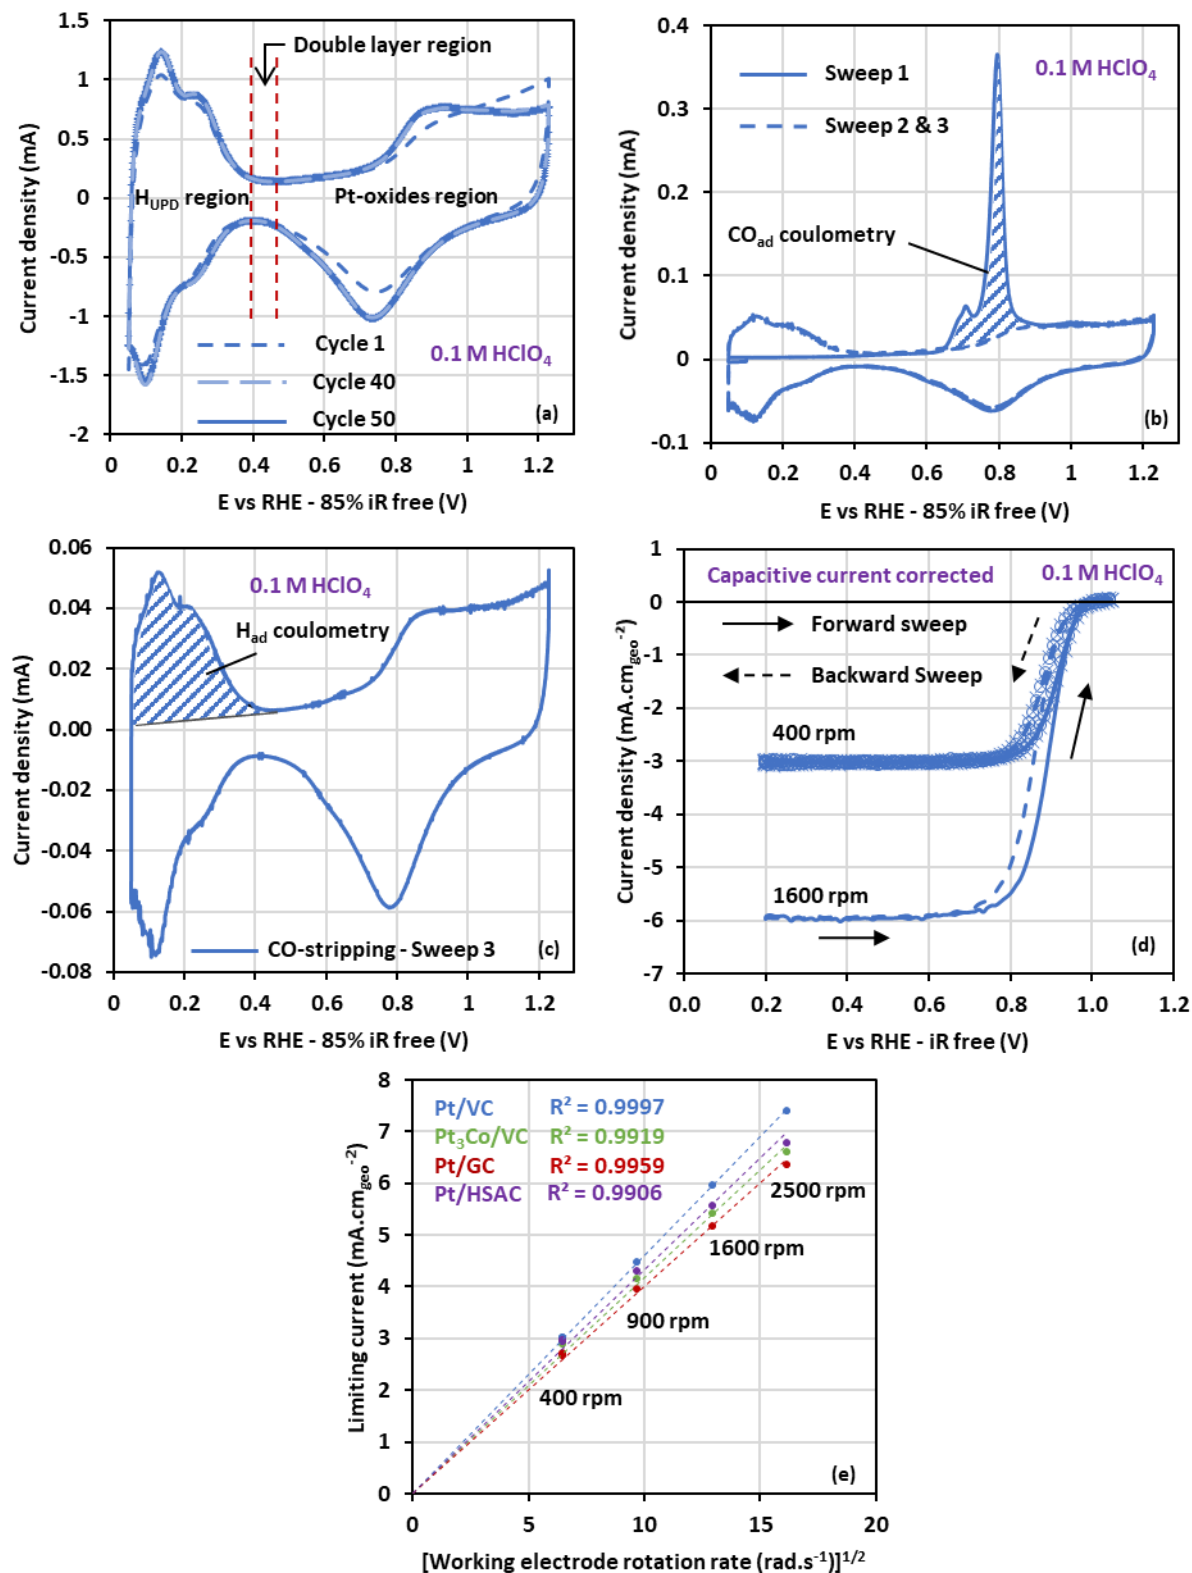 1.5
1
0.5
0
-0.5
-1
-1.5
-2
Current density (mA)
Double layer region
H_UPD region
Pt-oxides region
Cycle 1
Cycle 40
Cycle 50
0.1 M HClO₄
(a)
0 0.2 0.4 0.6 0.8 1 1.2
E vs RHE - 85% iR free (V)
0.4
0.3
0.2
0.1
0
-0.1
Current density (mA)
Sweep 1
Sweep 2 & 3
0.1 M HClO₄
CO_ad coulometry
(b)
0 0.2 0.4 0.6 0.8 1 1.2
E vs RHE - 85% iR free (V)
0.06
0.04
0.02
0.00
-0.02
-0.04
-0.06
-0.08
Current density (mA)
0.1 M HClO₄
H_ad coulometry
CO-stripping - Sweep 3
(c)
0 0.2 0.4 0.6 0.8 1 1.2
E vs RHE - 85% iR free (V)
1
0
-1
-2
-3
-4
-5
-6
-7
Current density (mA.cm_geo⁻²)
Capacitive current corrected
0.1 M HClO₄
Forward sweep
Backward Sweep
400 rpm
1600 rpm
(d)
0.0 0.2 0.4 0.6 0.8 1.0 1.2
E vs RHE - iR free (V)
8
7
6
5
4
3
2
1
0
Limiting current (mA.cm_geo⁻²)
Pt/VC R² = 0.9997
Pt₃Co/VC R² = 0.9919
Pt/GC R² = 0.9959
Pt/HSAC R² = 0.9906
2500 rpm
1600 rpm
900 rpm
400 rpm
(e)
0 5 10 15 20
[Working electrode rotation rate (rad.s⁻¹)]¹/²